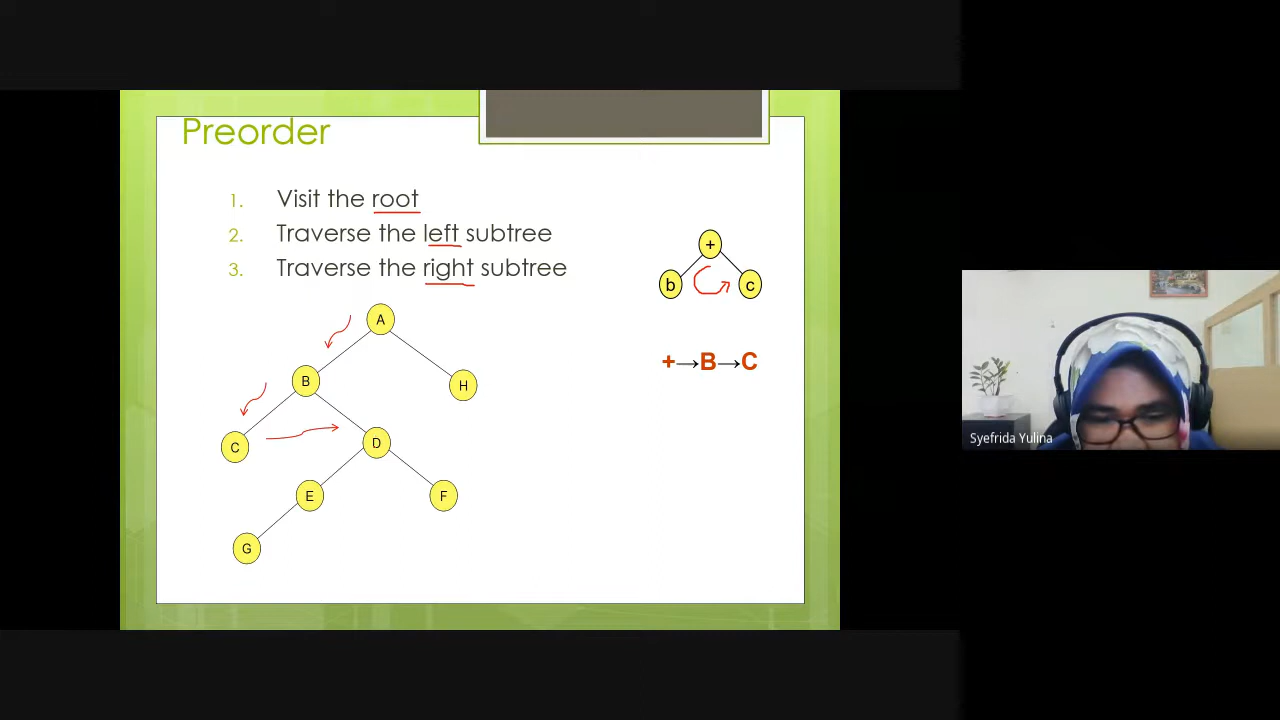 Preorder
1. Visit the root
2. Traverse the left subtree
3. Traverse the right subtree
+
b c
+→B→C
A
B H
C D
E F
G
Syefrida Yulina